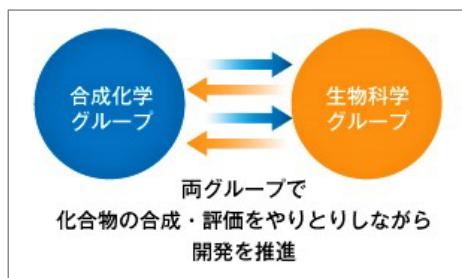 合成化学
グループ
生物科学
グループ
両グループで
化合物の合成・評価をやりとりしながら
開発を推進